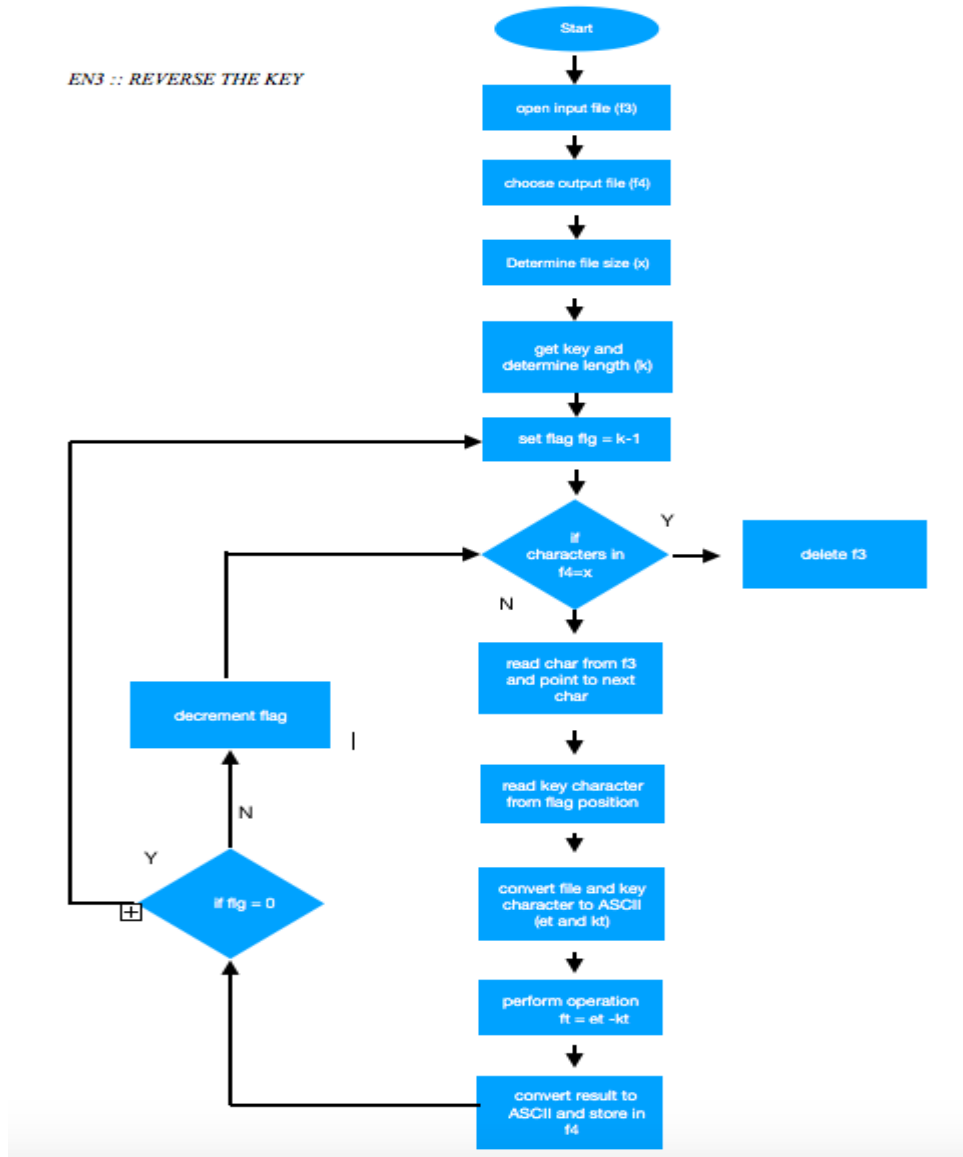 Start
EN3 :: REVERSE THE KEY
open input file (f3)
choose output file (f4)
Determine file size (x)
get key and
determine length (k)
set flag flg = k-1
if
characters in
f4=x
Y
delete f3
N
read char from f3
and point to next
char
decrement flag
read key character
from flag position
N
Y
if flg = 0
convert file and key
character to ASCII
(et and kt)
perform operation
ft = et -kt
convert result to
ASCII and store in
f4